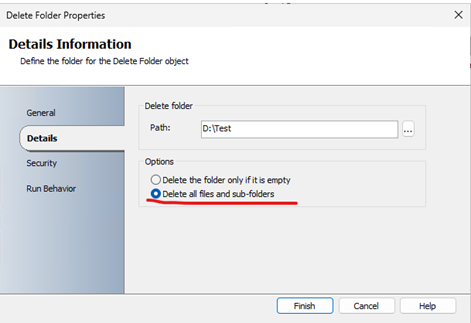 Delete Folder Properties
Details Information
Define the folder for the Delete Folder object
General
Details
Security
Run Behavior
Delete folder
Path: D:\Test ...
Options
Delete the folder only if it is empty
Delete all files and sub-folders
Finish Cancel Help